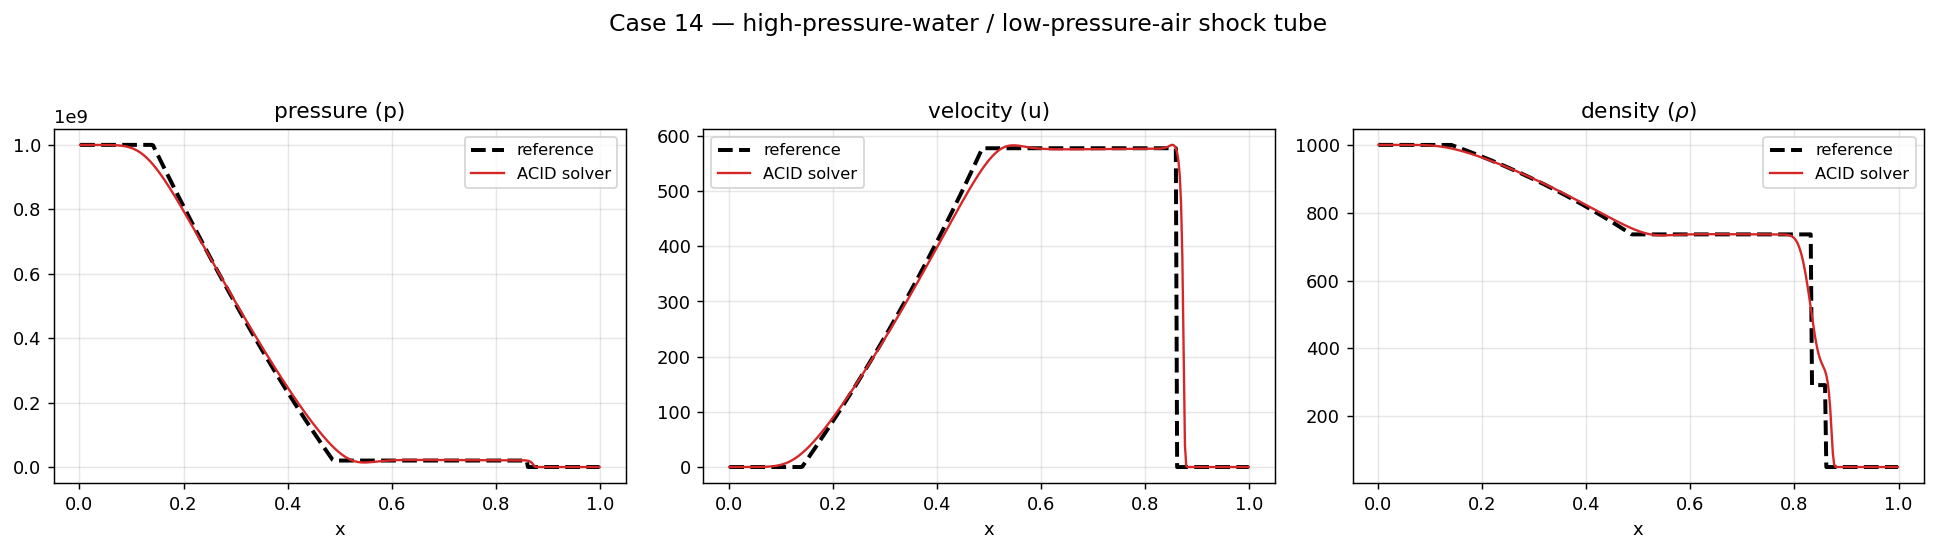 Case 14 — high-pressure-water / low-pressure-air shock tube
pressure (p)
1e9
1.0
0.8
0.6
0.4
0.2
0.0
0.0 0.2 0.4 0.6 0.8 1.0
x
reference
ACID solver
velocity (u)
600
500
400
300
200
100
0
0.0 0.2 0.4 0.6 0.8 1.0
x
reference
ACID solver
density (ρ)
1000
800
600
400
200
0.0 0.2 0.4 0.6 0.8 1.0
x
reference
ACID solver